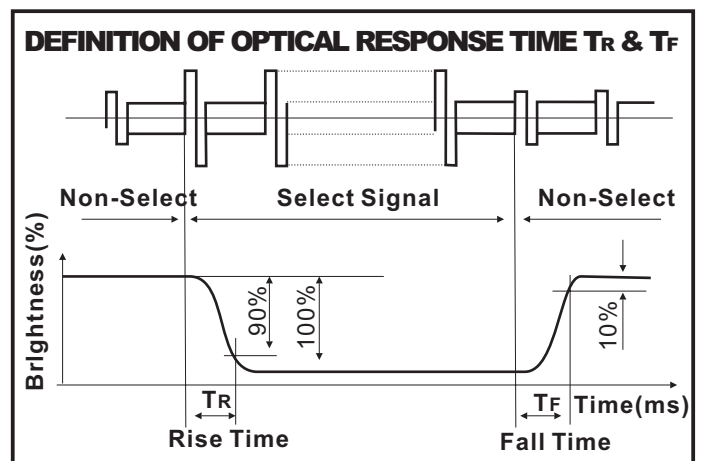 DEFINITION OF OPTICAL RESPONSE TIME TR & TF
Non-Select
Select Signal
Non-Select
BrIghtness(%)
90%
100%
10%
TR
TF
Time(ms)
Rise Time
Fall Time